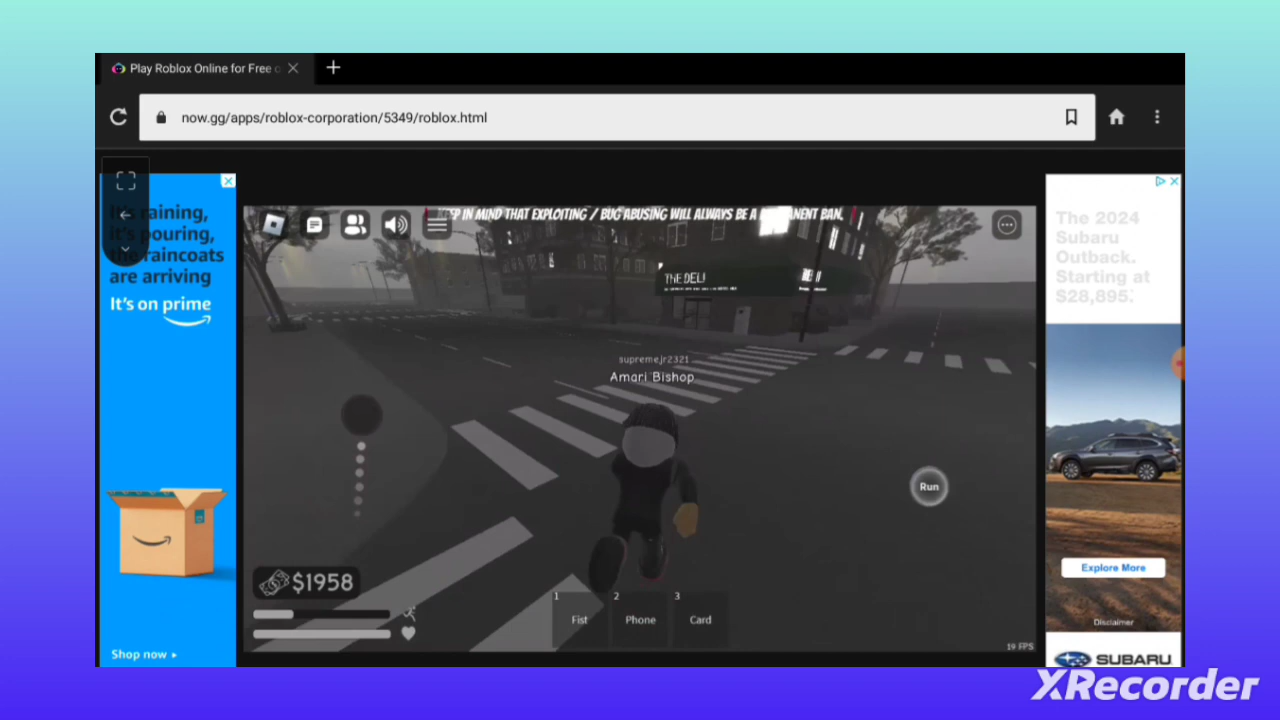 Play Roblox Online for Free o
now.gg/apps/roblox-corporation/5349/roblox.html
It's raining,
it's pouring,
the raincoats
are arriving
It's on prime
Shop now ▸
EP IN MIND THAT EXPLOITING / BUG ABUSING WILL ALWAYS BE A BAN.
THE DELI
supremejr2321
Amari Bishop
Run
$1958
1
Fist
2
Phone
3
Card
19 FPS
The 2024
Subaru
Outback.
Starting at
$28,895.
Explore More
Disclaimer
SUBARU
XRecorder